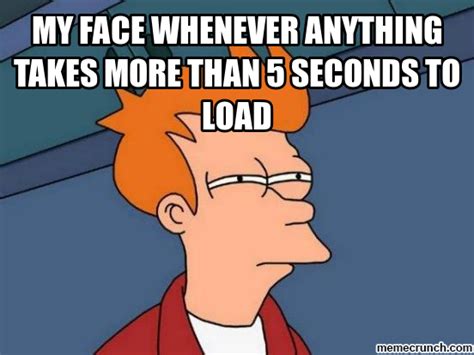 MY FACE WHENEVER ANYTHING
TAKES MORE THAN 5 SECONDS TO
LOAD
memecrunch.com